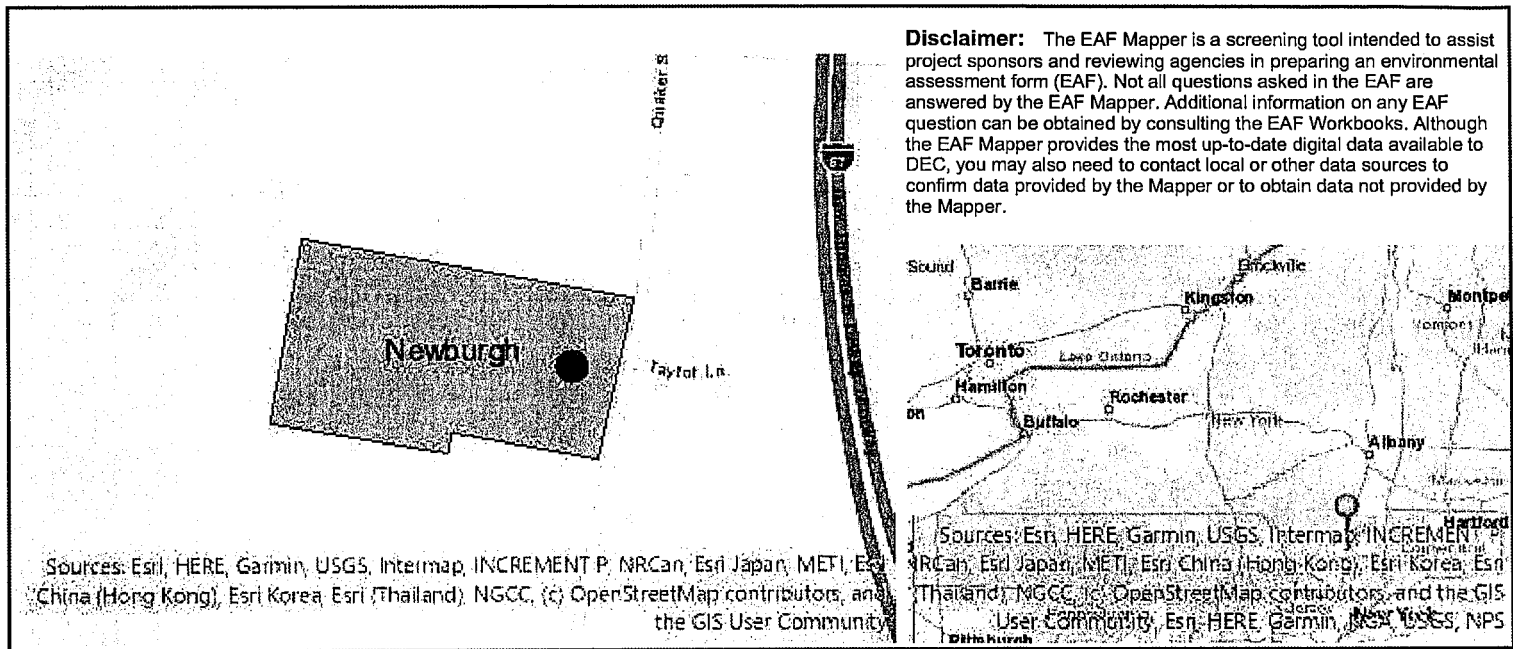 Disclaimer: The EAF Mapper is a screening tool intended to assist
project sponsors and reviewing agencies in preparing an environmental
assessment form (EAF). Not all questions asked in the EAF are
answered by the EAF Mapper. Additional information on any EAF
question can be obtained by consulting the EAF Workbooks. Although
the EAF Mapper provides the most up-to-date digital data available to
DEC, you may also need to contact local or other data sources to
confirm data provided by the Mapper or to obtain data not provided by
the Mapper.
Quaker
Newburgh
Taylor Ln.
Sources: Esri, HERE, Garmin, USGS, Intermap, INCREMENT P, NRCan, Esri Japan, METI, Esri
China (Hong Kong), Esri Korea, Esri (Thailand), NGCC, (c) OpenStreetMap contributors, and
the GIS User Community
Sound
Barrie
Brockville
Kingston
Montpe
Toronto
Lake Ontario
Hamilton
Rochester
on
Buffalo
New York
Albany
Hartford
Sources: Esri, HERE, Garmin, USGS, Intermap, INCREMENT P,
NRCan, Esri Japan, METI, Esri China (Hong Kong), Esri Korea, Esri
(Thailand), NGCC, (c) OpenStreetMap contributors, and the GIS
User Community, Esri, HERE, Garmin, NGA, USGS, NPS
New York
Pittsburgh